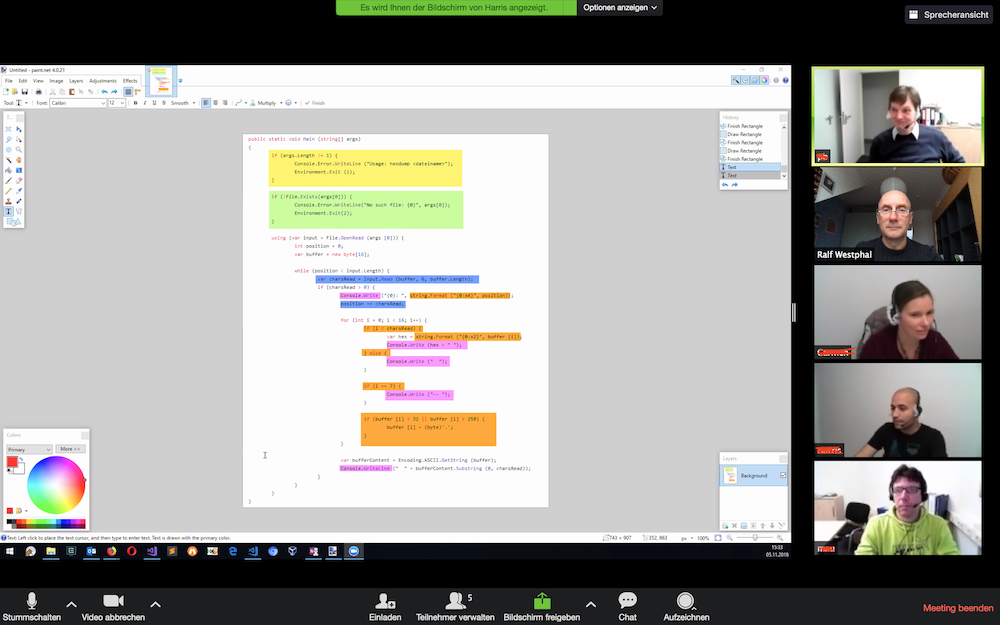 Es wird Ihnen der Bildschirm von Harris angezeigt.
Optionen anzeigen
Sprecheransicht
Untitled - paint.net 4.0.21
File Edit View Image Layers Adjustments Effects
Tool: Font: Calibri 12 B I U S Smooth Multiply Finish
public static void Main (string[] args)
{
if (args.Length != 1) {
Console.Error.WriteLine ("Usage: hexdump <dateiname>");
Environment.Exit (1);
}
if (!File.Exists(args[0])) {
Console.Error.WriteLine("No such file: {0}", args[0]);
Environment.Exit(2);
}
using (var input = File.OpenRead (args [0])) {
int position = 0;
var buffer = new byte[16];
while (position < input.Length) {
var charsRead = input.Read (buffer, 0, buffer.Length);
if (charsRead > 0) {
Console.Write ("{0}: ", string.Format ("{0:x4}", position));
position += charsRead;
for (int i = 0; i < 16; i++) {
if (i < charsRead) {
var hex = string.Format ("{0:x2}", buffer [i]);
Console.Write (hex + " ");
} else {
Console.Write ("   ");
}
if (i == 7) {
Console.Write ("-- ");
}
if (buffer [i] < 32 || buffer [i] > 250) {
buffer [i] = (byte)'.';
}
}
var bufferContent = Encoding.ASCII.GetString (buffer);
Console.WriteLine ("  " + bufferContent.Substring (0, charsRead));
}
}
}
}
History
Finish Rectangle
Draw Rectangle
Finish Rectangle
Draw Rectangle
Finish Rectangle
Text
Text
Colors
Primary
More >>
Layers
Background
Text: Left click to place the text cursor, and then type to enter text. Text is drawn with the primary color.
743 × 907
352, 863
px
100%
15:33
05.11.2018
Ralf Westphal
Stummschalten
Video abbrechen
Einladen
5
Teilnehmer verwalten
Bildschirm freigeben
Chat
Aufzeichnen
Meeting beenden